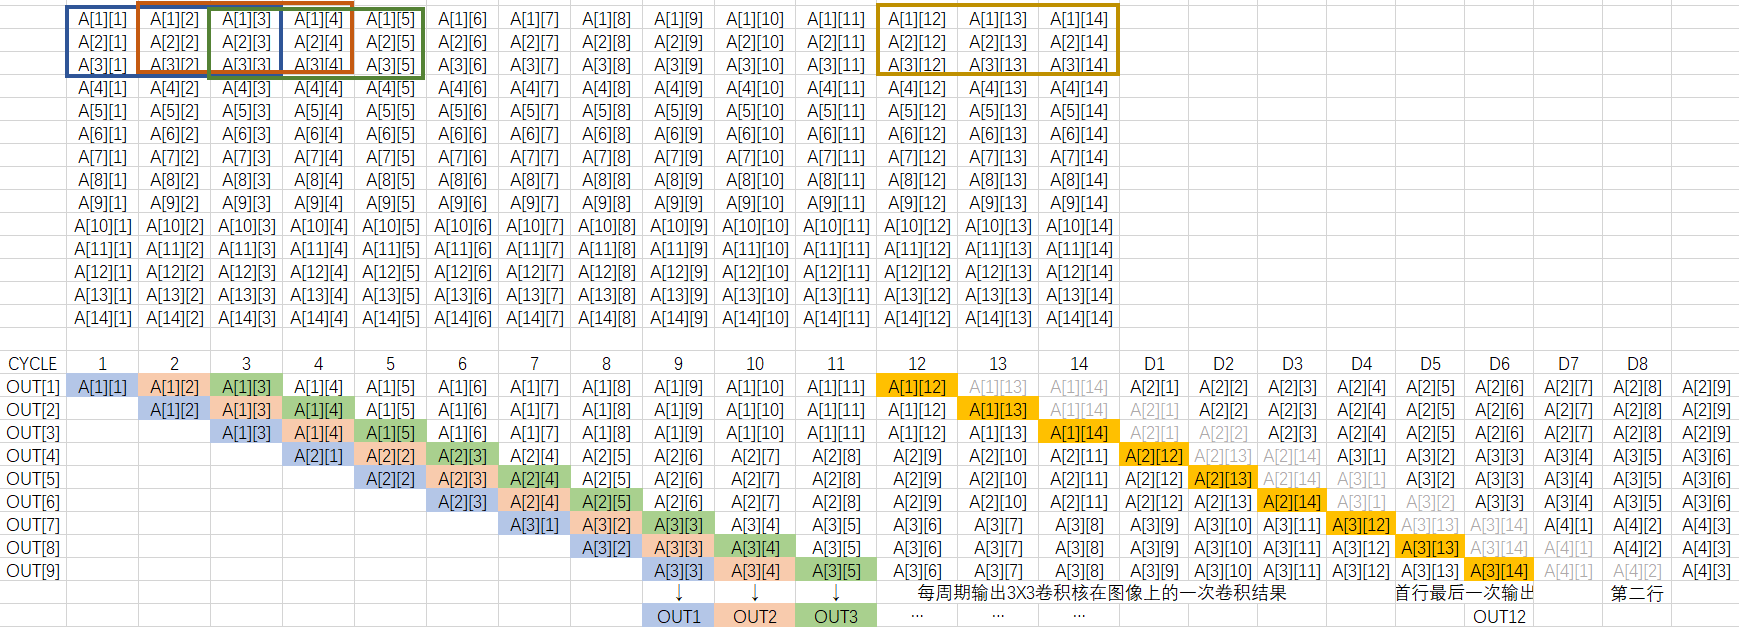 A[1][1] A[1][2] A[1][3] A[1][4] A[1][5] A[1][6] A[1][7] A[1][8] A[1][9] A[1][10] A[1][11] A[1][12] A[1][13] A[1][14]
A[2][1] A[2][2] A[2][3] A[2][4] A[2][5] A[2][6] A[2][7] A[2][8] A[2][9] A[2][10] A[2][11] A[2][12] A[2][13] A[2][14]
A[3][1] A[3][2] A[3][3] A[3][4] A[3][5] A[3][6] A[3][7] A[3][8] A[3][9] A[3][10] A[3][11] A[3][12] A[3][13] A[3][14]
A[4][1] A[4][2] A[4][3] A[4][4] A[4][5] A[4][6] A[4][7] A[4][8] A[4][9] A[4][10] A[4][11] A[4][12] A[4][13] A[4][14]
A[5][1] A[5][2] A[5][3] A[5][4] A[5][5] A[5][6] A[5][7] A[5][8] A[5][9] A[5][10] A[5][11] A[5][12] A[5][13] A[5][14]
A[6][1] A[6][2] A[6][3] A[6][4] A[6][5] A[6][6] A[6][7] A[6][8] A[6][9] A[6][10] A[6][11] A[6][12] A[6][13] A[6][14]
A[7][1] A[7][2] A[7][3] A[7][4] A[7][5] A[7][6] A[7][7] A[7][8] A[7][9] A[7][10] A[7][11] A[7][12] A[7][13] A[7][14]
A[8][1] A[8][2] A[8][3] A[8][4] A[8][5] A[8][6] A[8][7] A[8][8] A[8][9] A[8][10] A[8][11] A[8][12] A[8][13] A[8][14]
A[9][1] A[9][2] A[9][3] A[9][4] A[9][5] A[9][6] A[9][7] A[9][8] A[9][9] A[9][10] A[9][11] A[9][12] A[9][13] A[9][14]
A[10][1] A[10][2] A[10][3] A[10][4] A[10][5] A[10][6] A[10][7] A[10][8] A[10][9] A[10][10] A[10][11] A[10][12] A[10][13] A[10][14]
A[11][1] A[11][2] A[11][3] A[11][4] A[11][5] A[11][6] A[11][7] A[11][8] A[11][9] A[11][10] A[11][11] A[11][12] A[11][13] A[11][14]
A[12][1] A[12][2] A[12][3] A[12][4] A[12][5] A[12][6] A[12][7] A[12][8] A[12][9] A[12][10] A[12][11] A[12][12] A[12][13] A[12][14]
A[13][1] A[13][2] A[13][3] A[13][4] A[13][5] A[13][6] A[13][7] A[13][8] A[13][9] A[13][10] A[13][11] A[13][12] A[13][13] A[13][14]
A[14][1] A[14][2] A[14][3] A[14][4] A[14][5] A[14][6] A[14][7] A[14][8] A[14][9] A[14][10] A[14][11] A[14][12] A[14][13] A[14][14]
CYCLE 1 2 3 4 5 6 7 8 9 10 11 12 13 14 D1 D2 D3 D4 D5 D6 D7 D8
OUT[1] A[1][1] A[1][2] A[1][3] A[1][4] A[1][5] A[1][6] A[1][7] A[1][8] A[1][9] A[1][10] A[1][11] A[1][12] A[1][13] A[1][14] A[2][1] A[2][2] A[2][3] A[2][4] A[2][5] A[2][6] A[2][7] A[2][8] A[2][9]
OUT[2] A[1][2] A[1][3] A[1][4] A[1][5] A[1][6] A[1][7] A[1][8] A[1][9] A[1][10] A[1][11] A[1][12] A[1][13] A[1][14] A[2][1] A[2][2] A[2][3] A[2][4] A[2][5] A[2][6] A[2][7] A[2][8] A[2][9]
OUT[3] A[1][3] A[1][4] A[1][5] A[1][6] A[1][7] A[1][8] A[1][9] A[1][10] A[1][11] A[1][12] A[1][13] A[1][14] A[2][1] A[2][2] A[2][3] A[2][4] A[2][5] A[2][6] A[2][7] A[2][8] A[2][9]
OUT[4] A[2][1] A[2][2] A[2][3] A[2][4] A[2][5] A[2][6] A[2][7] A[2][8] A[2][9] A[2][10] A[2][11] A[2][12] A[2][13] A[2][14] A[3][1] A[3][2] A[3][3] A[3][4] A[3][5] A[3][6]
OUT[5] A[2][2] A[2][3] A[2][4] A[2][5] A[2][6] A[2][7] A[2][8] A[2][9] A[2][10] A[2][11] A[2][12] A[2][13] A[2][14] A[3][1] A[3][2] A[3][3] A[3][4] A[3][5] A[3][6]
OUT[6] A[2][3] A[2][4] A[2][5] A[2][6] A[2][7] A[2][8] A[2][9] A[2][10] A[2][11] A[2][12] A[2][13] A[2][14] A[3][1] A[3][2] A[3][3] A[3][4] A[3][5] A[3][6]
OUT[7] A[3][1] A[3][2] A[3][3] A[3][4] A[3][5] A[3][6] A[3][7] A[3][8] A[3][9] A[3][10] A[3][11] A[3][12] A[3][13] A[3][14] A[4][1] A[4][2] A[4][3]
OUT[8] A[3][2] A[3][3] A[3][4] A[3][5] A[3][6] A[3][7] A[3][8] A[3][9] A[3][10] A[3][11] A[3][12] A[3][13] A[3][14] A[4][1] A[4][2] A[4][3]
OUT[9] A[3][3] A[3][4] A[3][5] A[3][6] A[3][7] A[3][8] A[3][9] A[3][10] A[3][11] A[3][12] A[3][13] A[3][14] A[4][1] A[4][2] A[4][3]
↓ ↓ ↓ 每周期输出3X3卷积核在图像上的一次卷积结果 首行最后一次输出 第二行
OUT1 OUT2 OUT3 … … … OUT12